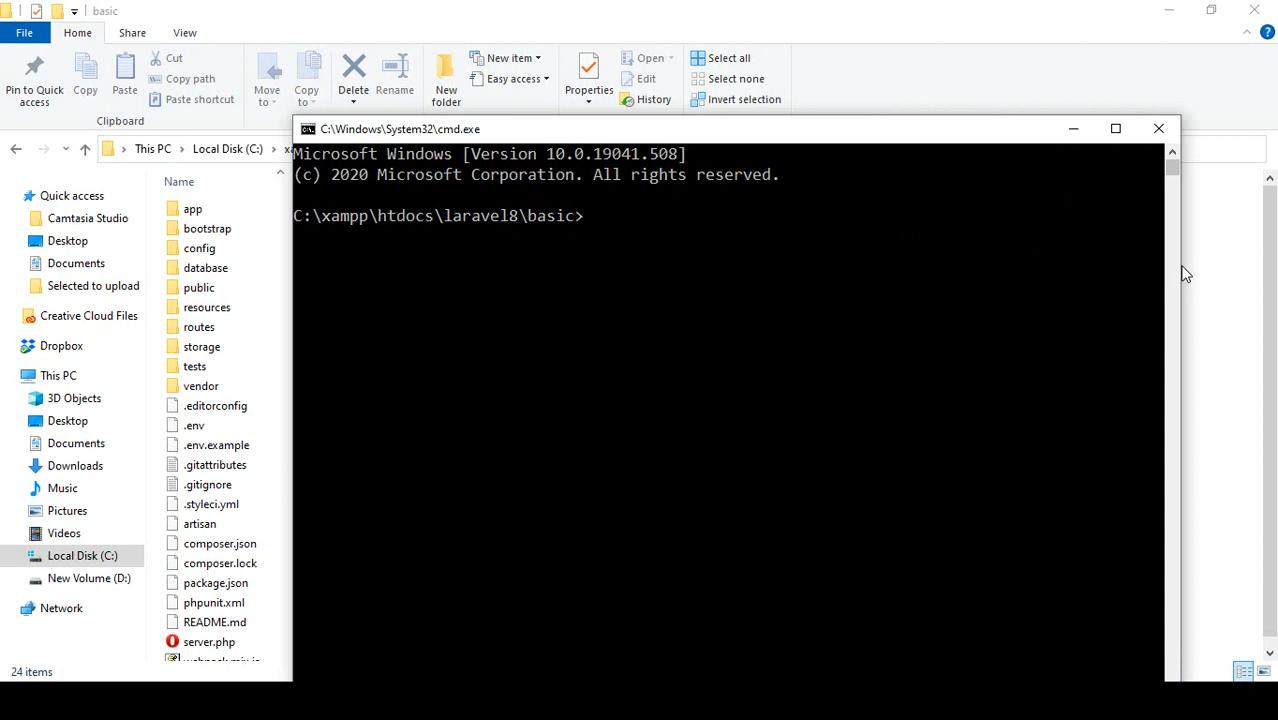 basic
File
Home
Share
View
Pin to Quick access
Copy
Paste
Cut
Copy path
Paste shortcut
Clipboard
Move to
Copy to
Delete
Rename
New folder
New item
Easy access
Properties
Open
Edit
History
Select all
Select none
Invert selection
This PC
Local Disk (C:)
C:\Windows\System32\cmd.exe
Microsoft Windows [Version 10.0.19041.508]
(c) 2020 Microsoft Corporation. All rights reserved.
C:\xampp\htdocs\laravel8\basic>
Quick access
Camtasia Studio
Desktop
Documents
Selected to upload
Creative Cloud Files
Dropbox
This PC
3D Objects
Desktop
Documents
Downloads
Music
Pictures
Videos
Local Disk (C:)
New Volume (D:)
Network
Name
app
bootstrap
config
database
public
resources
routes
storage
tests
vendor
.editorconfig
.env
.env.example
.gitattributes
.gitignore
.styleci.yml
artisan
composer.json
composer.lock
package.json
phpunit.xml
README.md
server.php
24 items